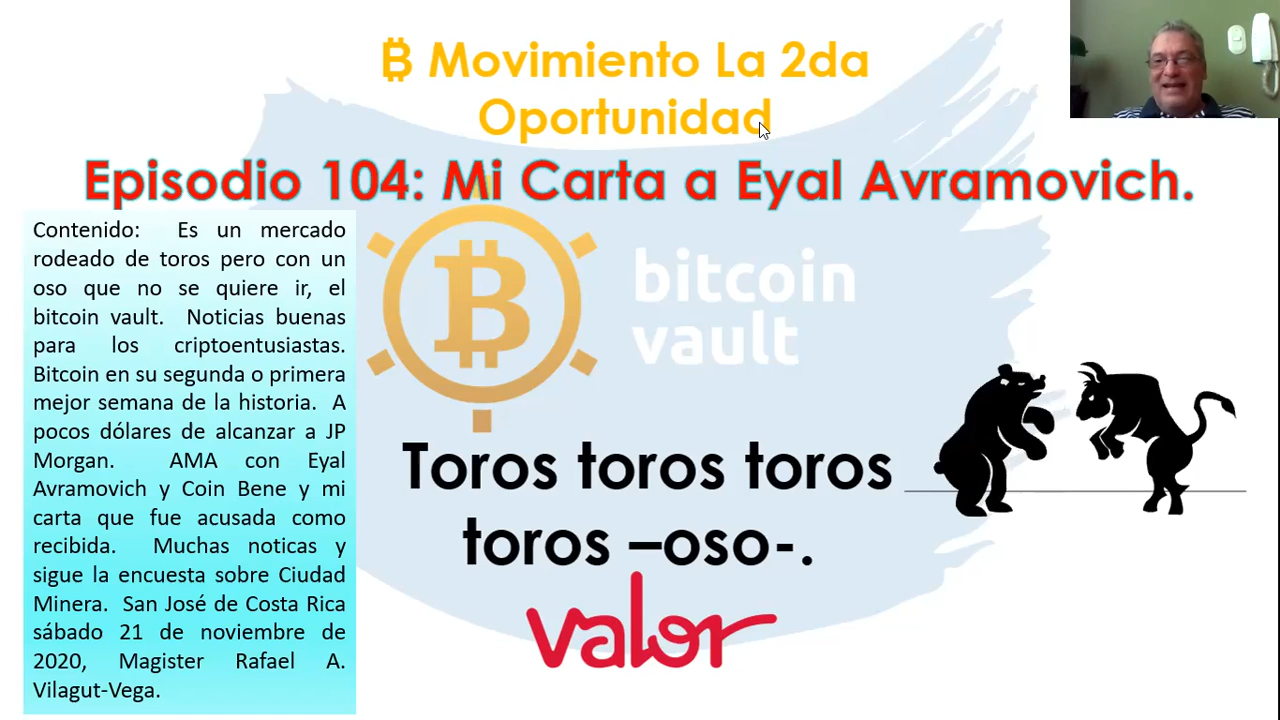 ₿ Movimiento La 2da
Oportunidad
Episodio 104: Mi Carta a Eyal Avramovich.
Contenido: Es un mercado
rodeado de toros pero con un
oso que no se quiere ir, el
bitcoin vault. Noticias buenas
para los criptoentusiastas.
Bitcoin en su segunda o primera
mejor semana de la historia. A
pocos dólares de alcanzar a JP
Morgan. AMA con Eyal
Avramovich y Coin Bene y mi
carta que fue acusada como
recibida. Muchas noticas y
sigue la encuesta sobre Ciudad
Minera. San José de Costa Rica
sábado 21 de noviembre de
2020, Magister Rafael A.
Vilagut-Vega.
bitcoin
vault
Toros toros toros
toros –oso-.
valor